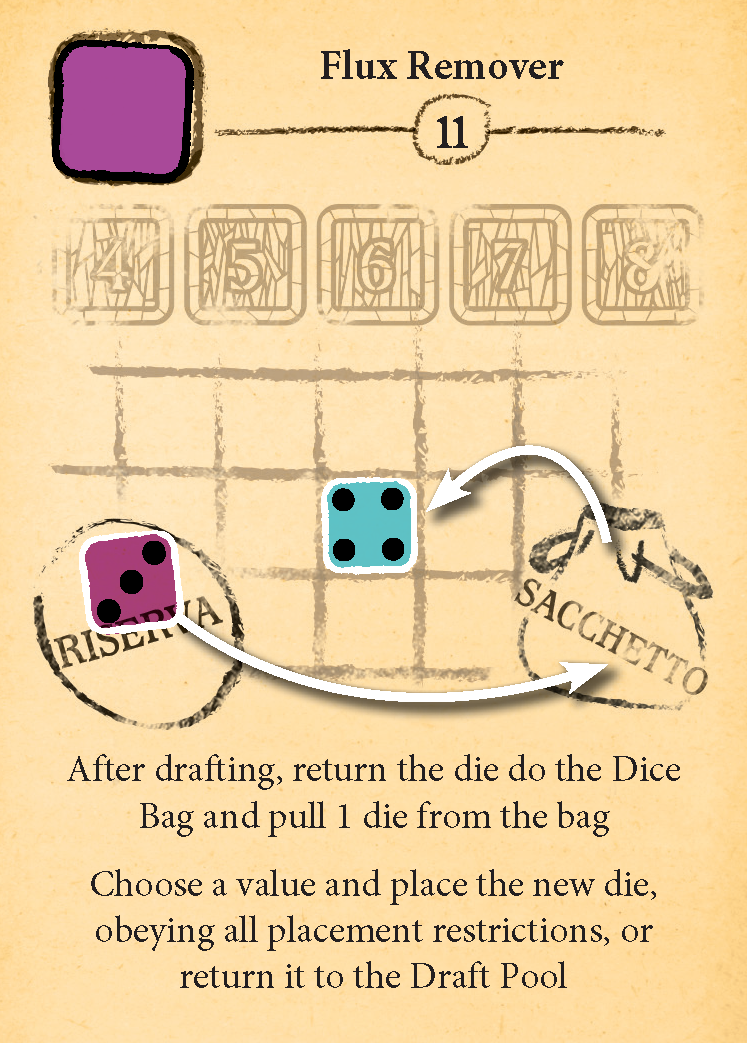 Flux Remover
11
4 5 6 7 8
RISERVA
SACCHETTO
After drafting, return the die do the Dice
Bag and pull 1 die from the bag
Choose a value and place the new die,
obeying all placement restrictions, or
return it to the Draft Pool